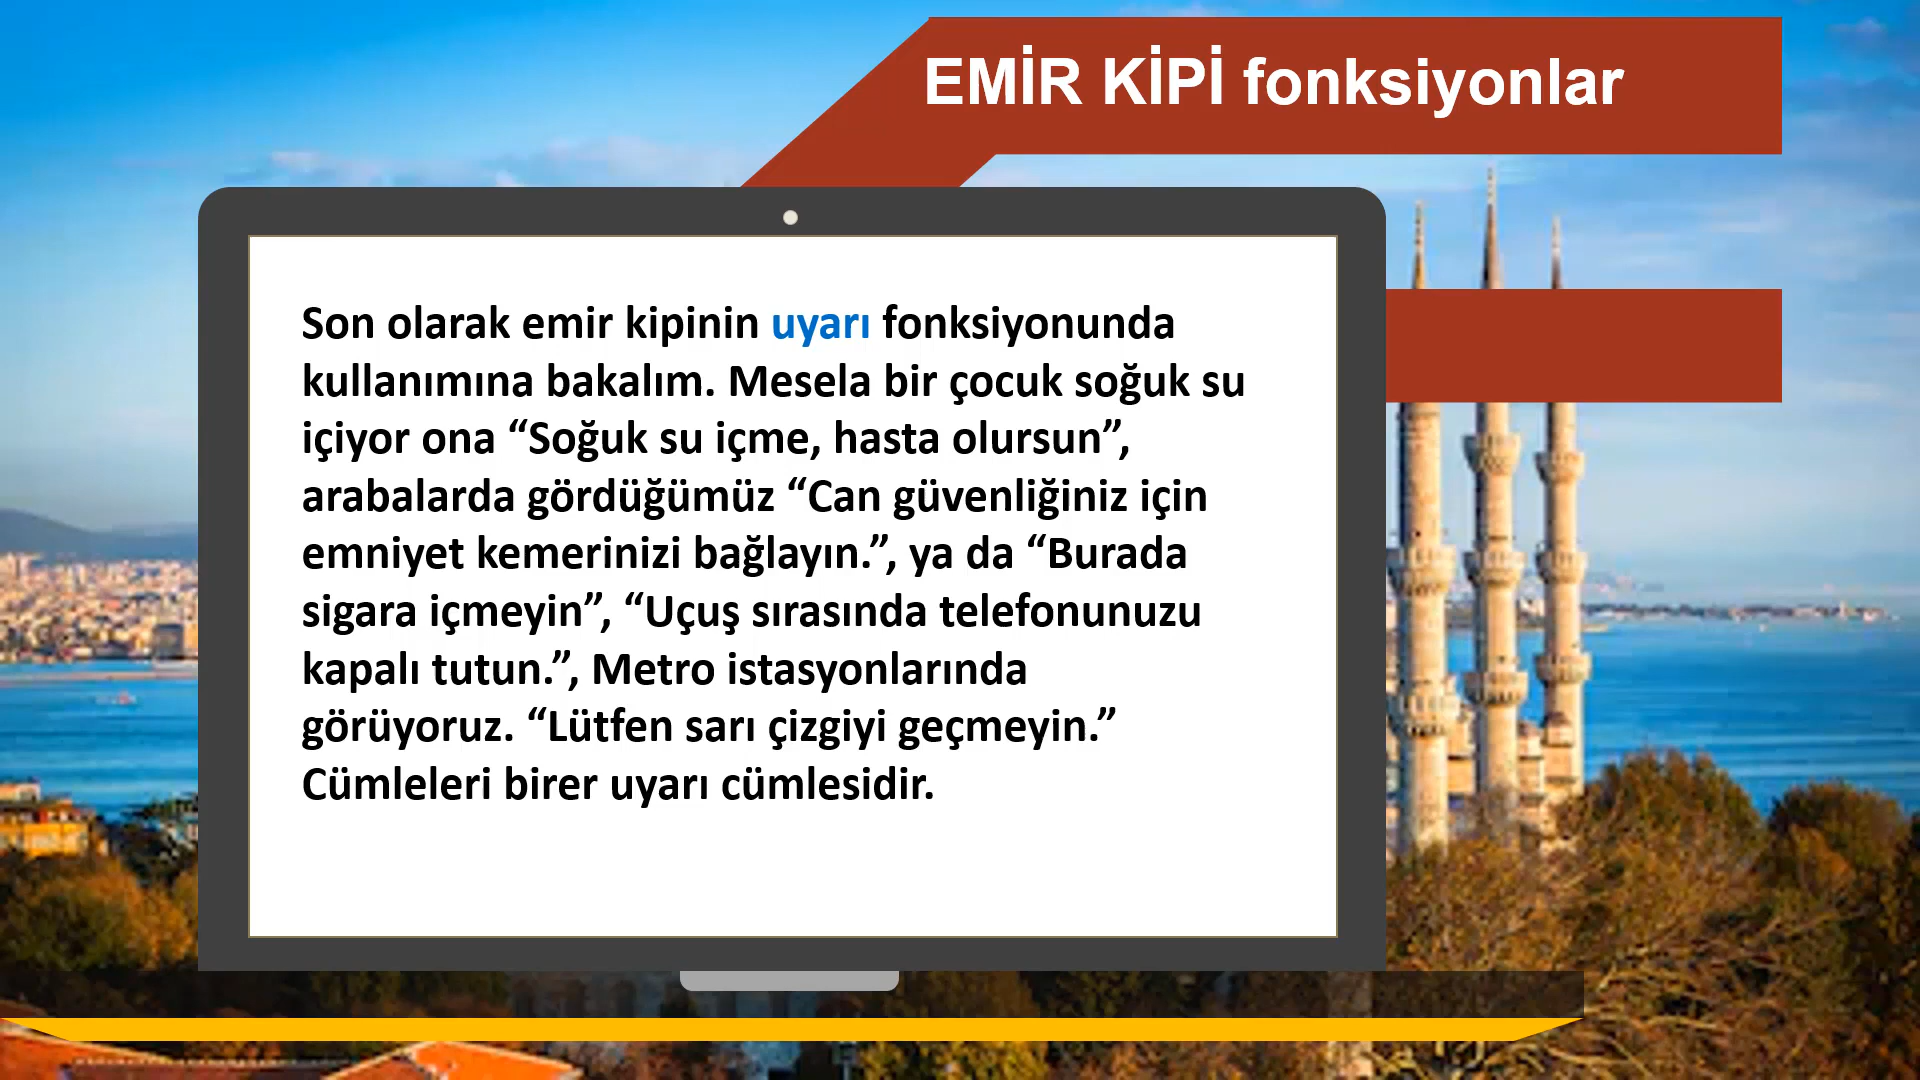 EMİR KİPİ fonksiyonlar
Son olarak emir kipinin uyarı fonksiyonunda
kullanımına bakalım. Mesela bir çocuk soğuk su
içiyor ona “Soğuk su içme, hasta olursun”,
arabalarda gördüğümüz “Can güvenliğiniz için
emniyet kemerinizi bağlayın.”, ya da “Burada
sigara içmeyin”, “Uçuş sırasında telefonunuzu
kapalı tutun.”, Metro istasyonlarında
görüyoruz. “Lütfen sarı çizgiyi geçmeyin.”
Cümleleri birer uyarı cümlesidir.